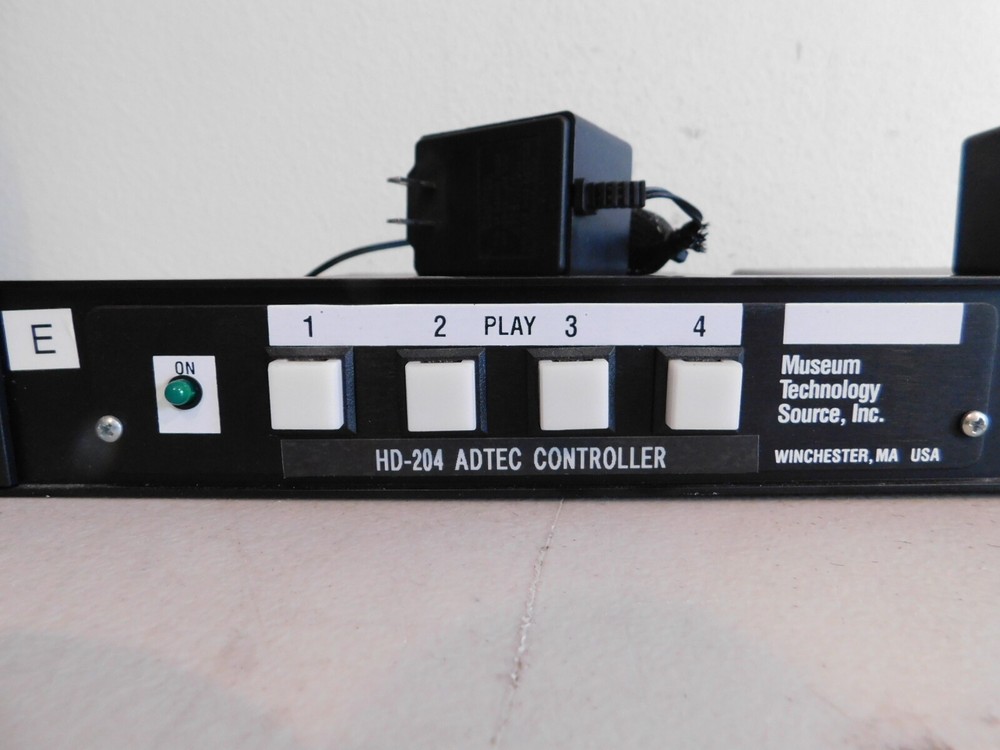 E
ON
1 2 PLAY 3 4
HD-204 ADTEC CONTROLLER
Museum
Technology
Source, Inc.
WINCHESTER, MA USA